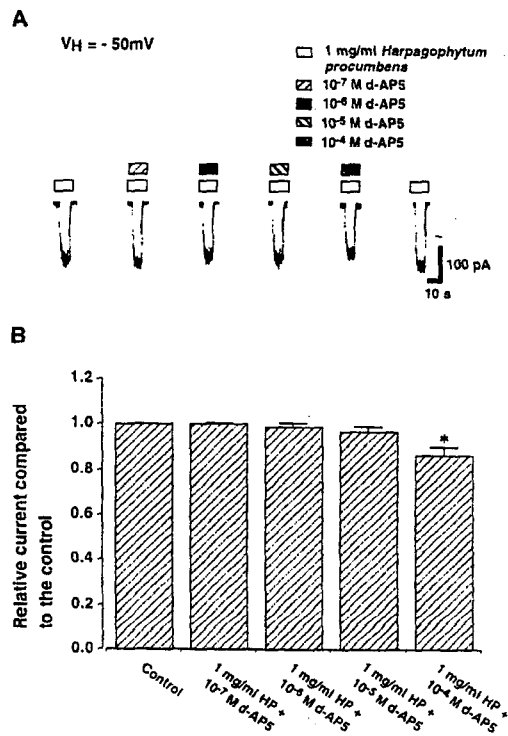 A
VH = - 50mV
1 mg/ml Harpagophytum
procumbens
10-7 M d-AP5
10-6 M d-AP5
10-5 M d-AP5
10-4 M d-AP5
100 pA
10 s
B
Relative current compared
to the control
1.2
1.0
0.8
0.6
0.4
0.2
0.0
*
Control
1 mg/ml HP +
10-7 M d-AP5
1 mg/ml HP +
10-6 M d-AP5
1 mg/ml HP +
10-5 M d-AP5
1 mg/ml HP +
10-4 M d-AP5